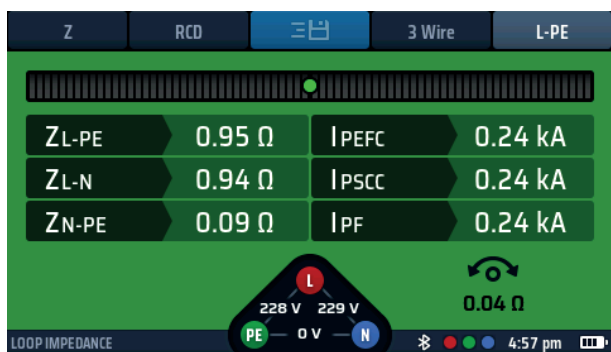 Z RCD 3 Wire L-PE
ZL-PE 0.95 Ω IPEFC 0.24 kA
ZL-N 0.94 Ω IPSCC 0.24 kA
ZN-PE 0.09 Ω IPF 0.24 kA
L
228 V 229 V
0.04 Ω
PE 0 V N
LOOP IMPEDANCE 4:57 pm